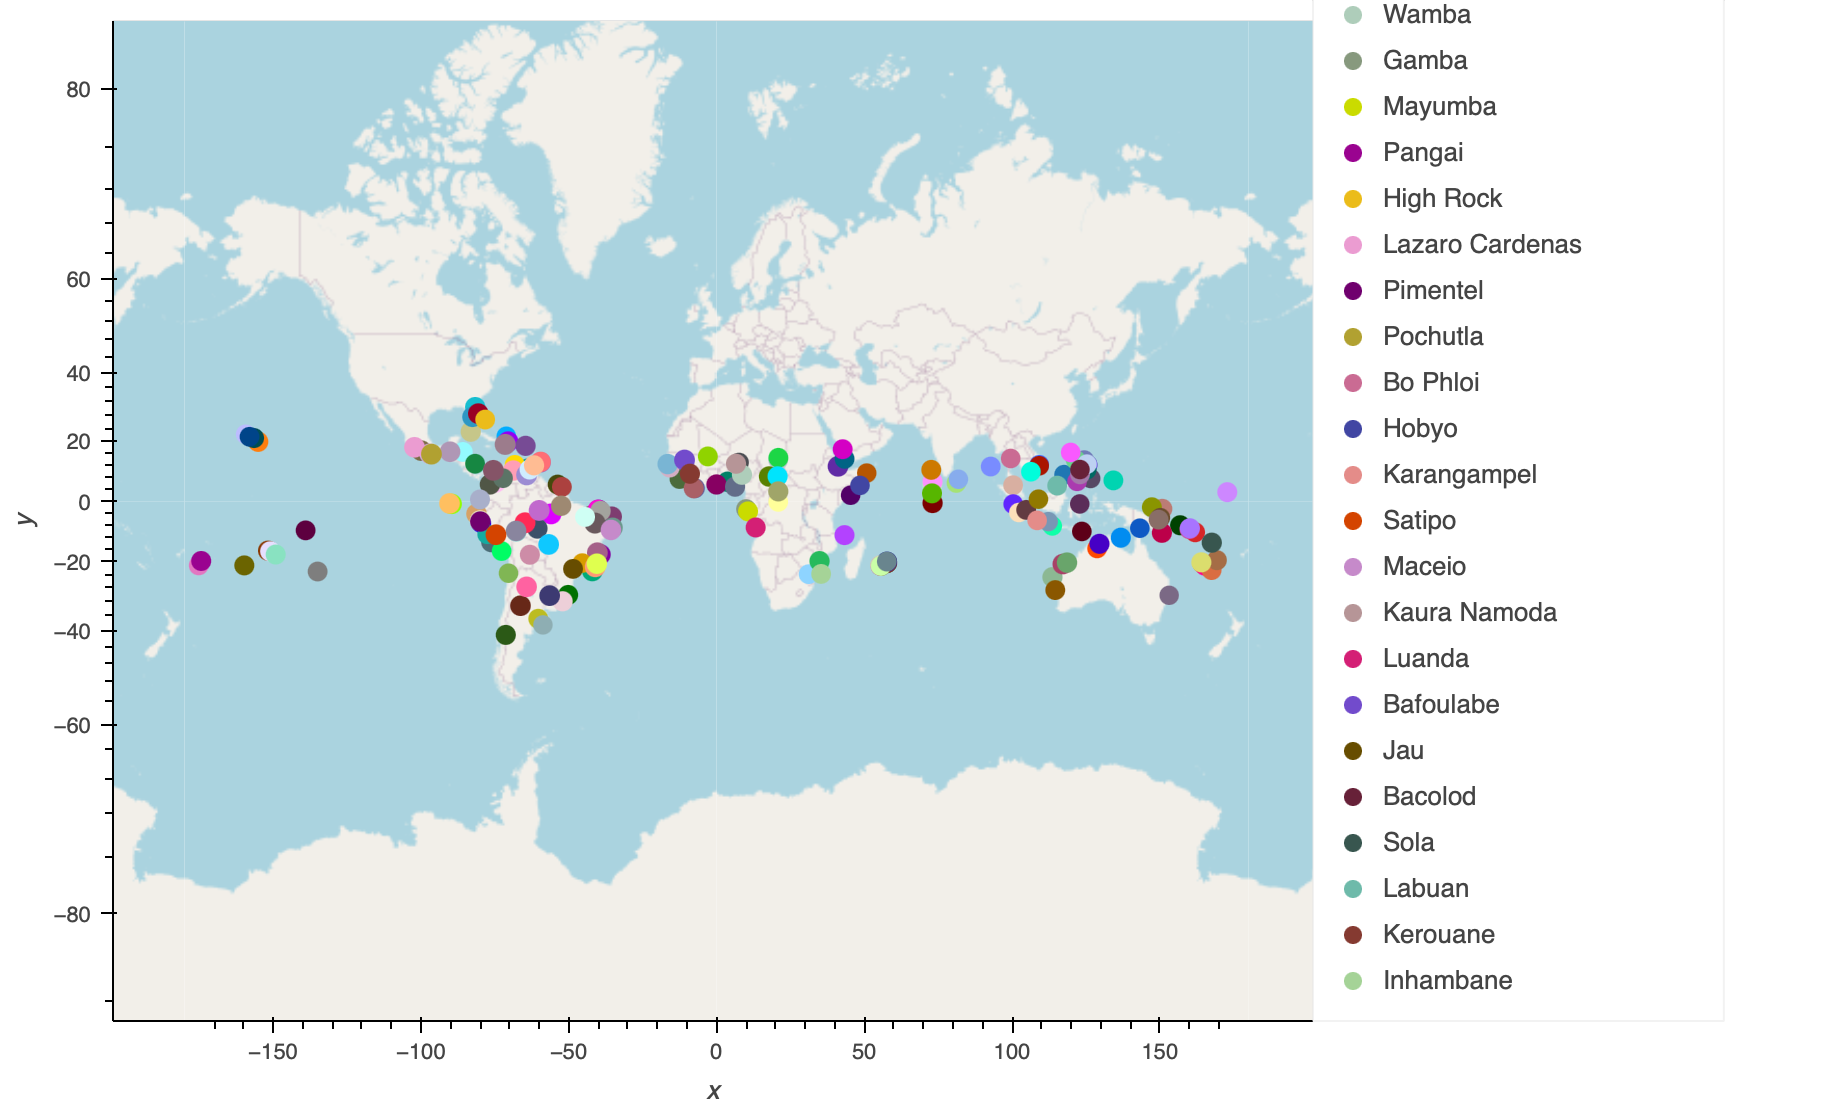 80
60
40
20
0
−20
−40
−60
−80
y
−150
−100
−50
0
50
100
150
x
Wamba
Gamba
Mayumba
Pangai
High Rock
Lazaro Cardenas
Pimentel
Pochutla
Bo Phloi
Hobyo
Karangampel
Satipo
Maceio
Kaura Namoda
Luanda
Bafoulabe
Jau
Bacolod
Sola
Labuan
Kerouane
Inhambane